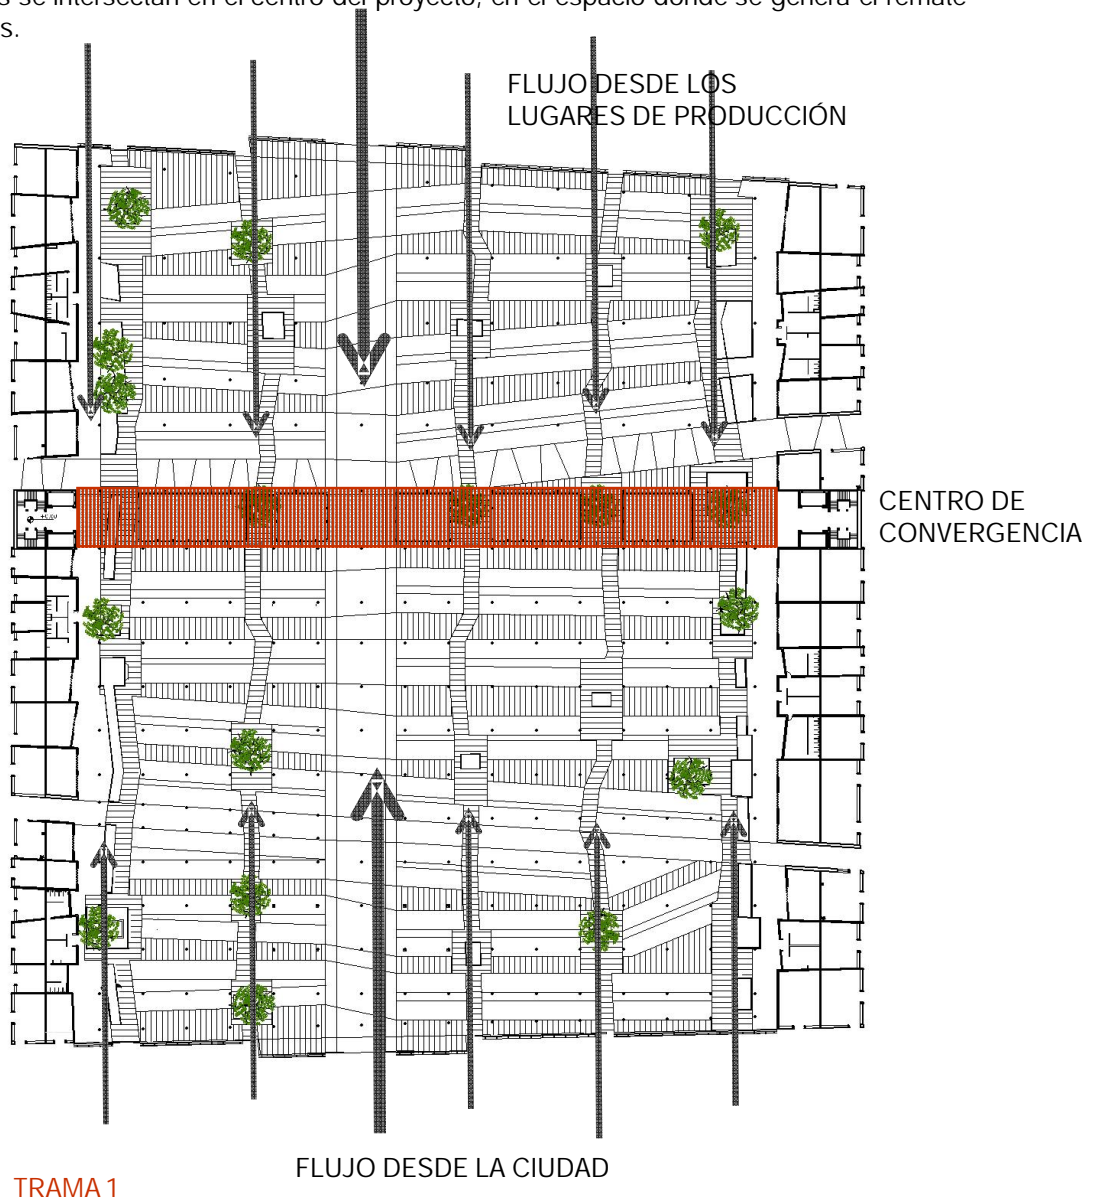 s se intersectan en el centro del proyecto, en el espacio donde se genera el remate
s.
FLUJO DESDE LOS
LUGARES DE PRODUCCIÓN
CENTRO DE
CONVERGENCIA
FLUJO DESDE LA CIUDAD
TRAMA 1